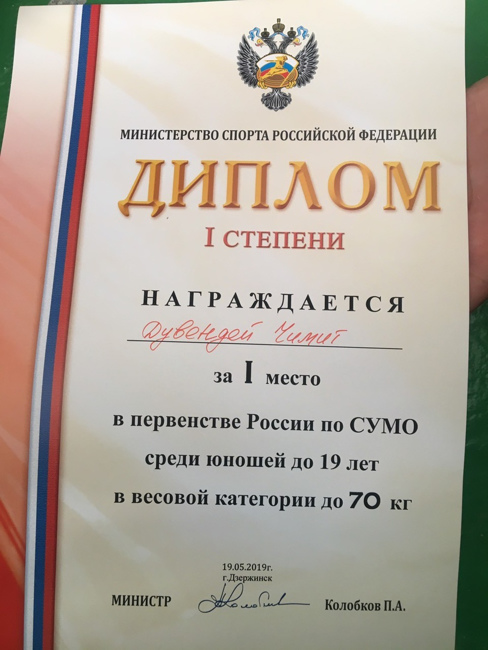 МИНИСТЕРСТВО СПОРТА РОССИЙСКОЙ ФЕДЕРАЦИИ
ДИПЛОМ
I СТЕПЕНИ
НАГРАЖДАЕТСЯ
Дувендей Чимит
за I место
в первенстве России по СУМО
среди юношей до 19 лет
в весовой категории до 70 кг
19.05.2019г.
г.Дзержинск
МИНИСТР
Колобков П.А.